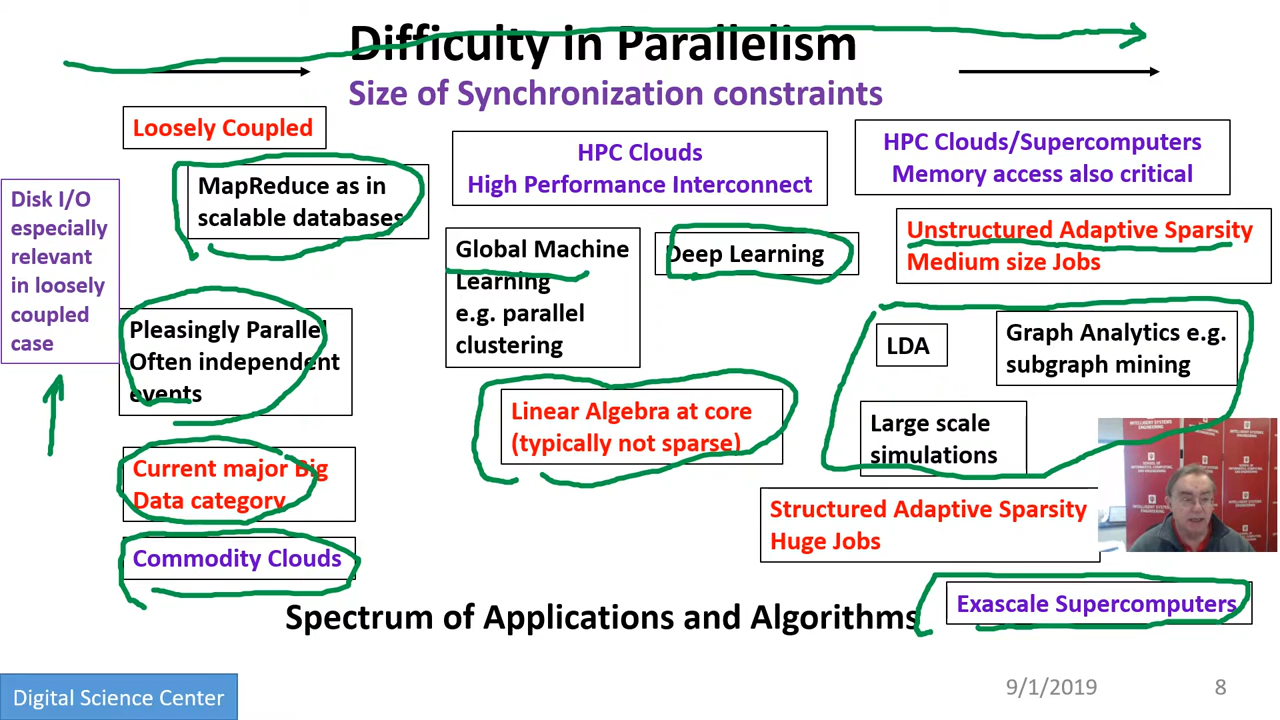 Difficulty in Parallelism
Size of Synchronization constraints
Loosely Coupled
MapReduce as in
scalable databases
Disk I/O
especially
relevant
in loosely
coupled
case
Pleasingly Parallel
Often independent
events
Current major Big
Data category
Commodity Clouds
HPC Clouds
High Performance Interconnect
Global Machine
Learning
e.g. parallel
clustering
Deep Learning
Linear Algebra at core
(typically not sparse)
HPC Clouds/Supercomputers
Memory access also critical
Unstructured Adaptive Sparsity
Medium size Jobs
LDA
Graph Analytics e.g.
subgraph mining
Large scale
simulations
Structured Adaptive Sparsity
Huge Jobs
Exascale Supercomputers
Spectrum of Applications and Algorithms
Digital Science Center
9/1/2019
8